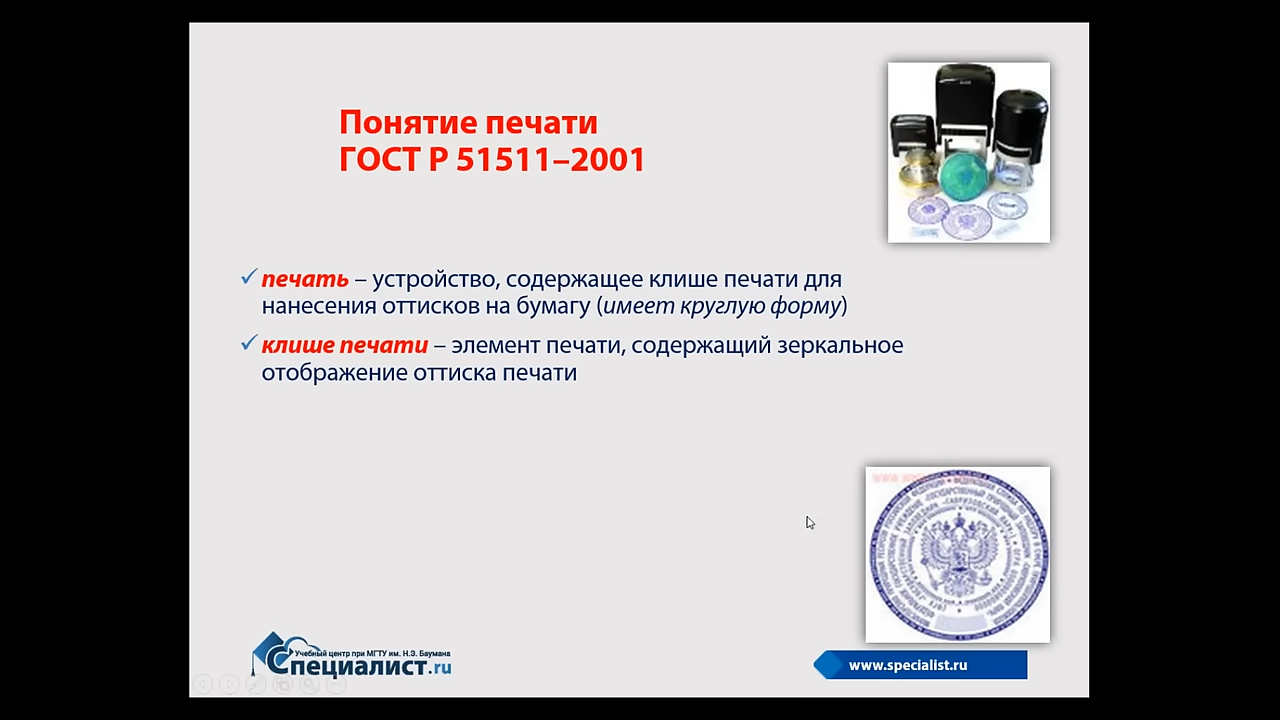 Понятие печати
ГОСТ Р 51511–2001
печать – устройство, содержащее клише печати для
нанесения оттисков на бумагу (имеет круглую форму)
клише печати – элемент печати, содержащий зеркальное
отображение оттиска печати
Учебный центр при МГТУ им. Н.Э. Баумана
Специалист.ru
www.specialist.ru